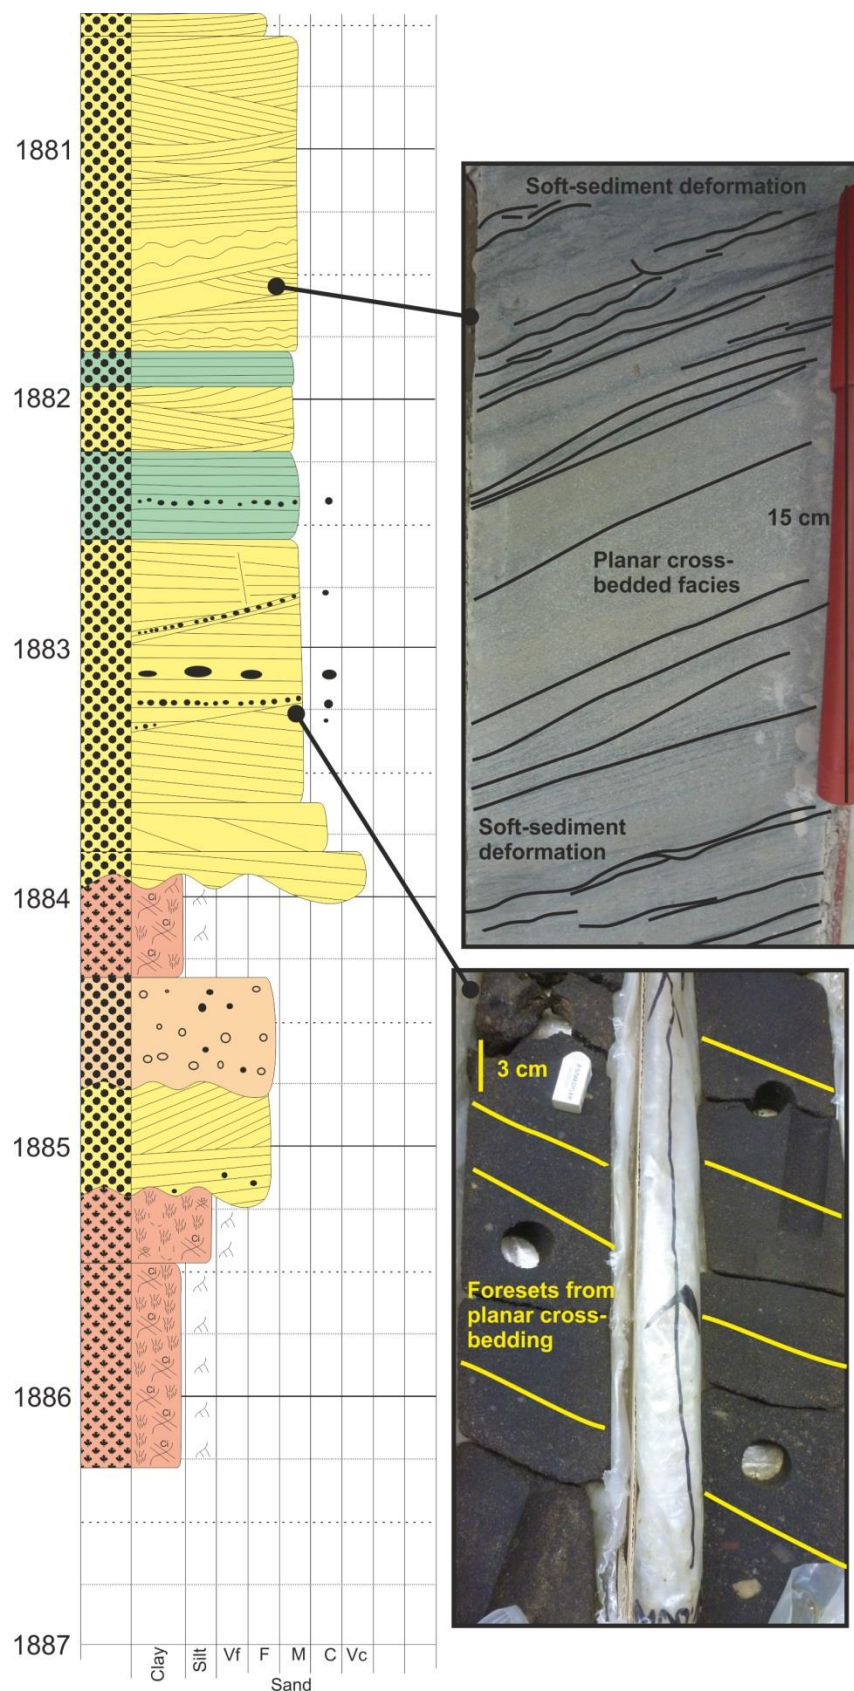 1881
1882
1883
1884
1885
1886
1887
Clay
Silt
Vf
F
M
C
Vc
Sand
Soft-sediment deformation
15 cm
Planar cross-
bedded facies
Soft-sediment
deformation
3 cm
Foresets from
planar cross-
bedding